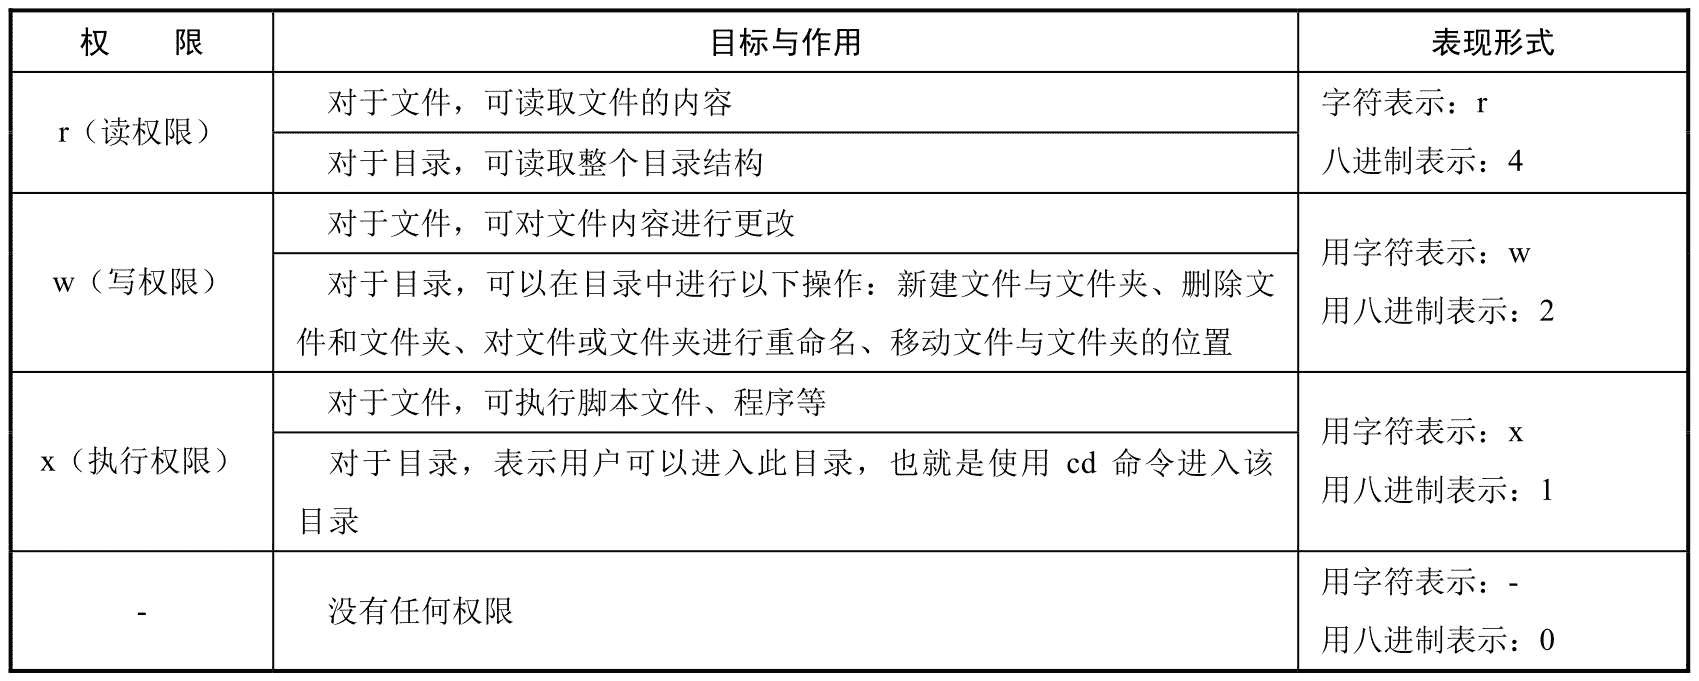 权 限 目标与作用 表现形式
r（读权限）
对于文件，可读取文件的内容
对于目录，可读取整个目录结构
字符表示：r
八进制表示：4
w（写权限）
对于文件，可对文件内容进行更改
对于目录，可以在目录中进行以下操作：新建文件与文件夹、删除文
件和文件夹、对文件或文件夹进行重命名、移动文件与文件夹的位置
用字符表示：w
用八进制表示：2
x（执行权限）
对于文件，可执行脚本文件、程序等
对于目录，表示用户可以进入此目录，也就是使用 cd 命令进入该
目录
用字符表示：x
用八进制表示：1
-
没有任何权限
用字符表示：-
用八进制表示：0